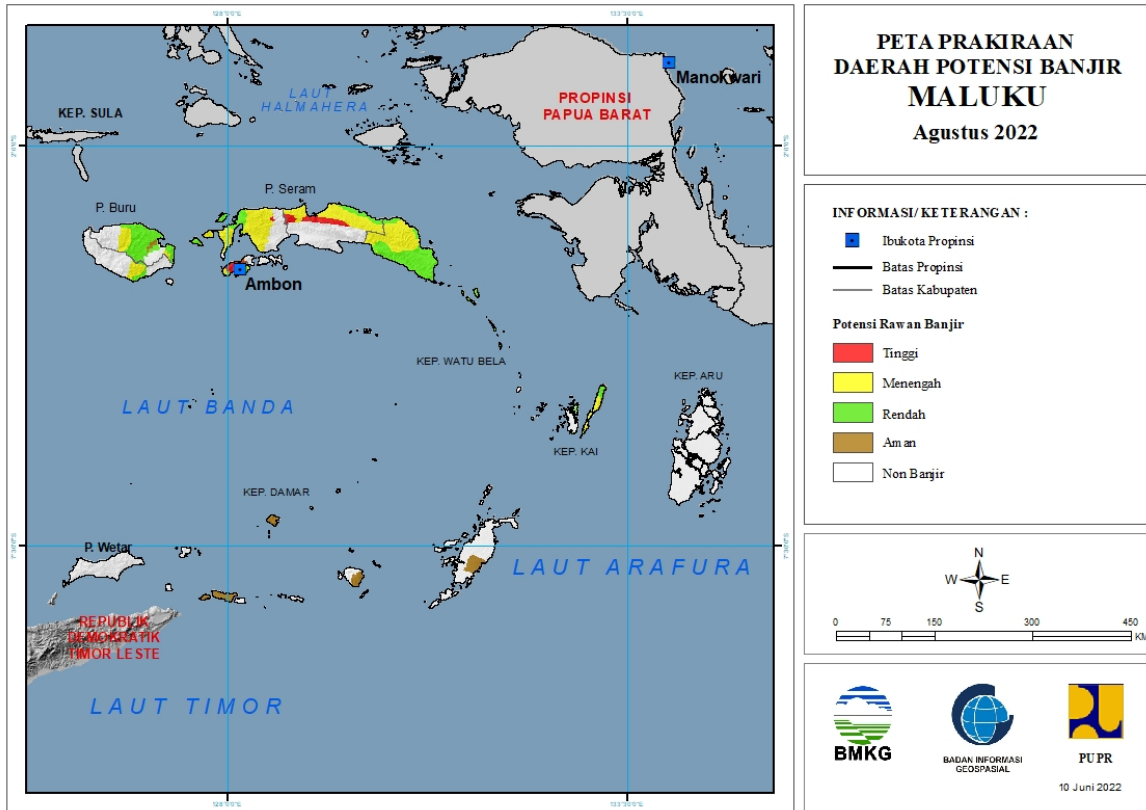 PETA PRAKIRAAN
DAERAH POTENSI BANJIR
MALUKU
Agustus 2022
INFORMASI/KETERANGAN :
Ibukota Propinsi
Batas Propinsi
Batas Kabupaten
Potensi Rawan Banjir
Tinggi
Menengah
Rendah
Aman
Non Banjir
N
W E
S
0 75 150 300 450
KM
BMKG
BADAN INFORMASI
GEOSPASIAL
PUPR
10 Juni 2022
Manokwari
LAUT
HALMAHERA
PROPINSI
PAPUA BARAT
KEP. SULA
P. Seram
P. Buru
Ambon
KEP. WATU BELA
KEP. ARU
LAUT BANDA
KEP. KAI
KEP. DAMAR
P. Wetar
LAUT ARAFURA
REPUBLIK
DEMOKRATIK
TIMOR LESTE
LAUT TIMOR